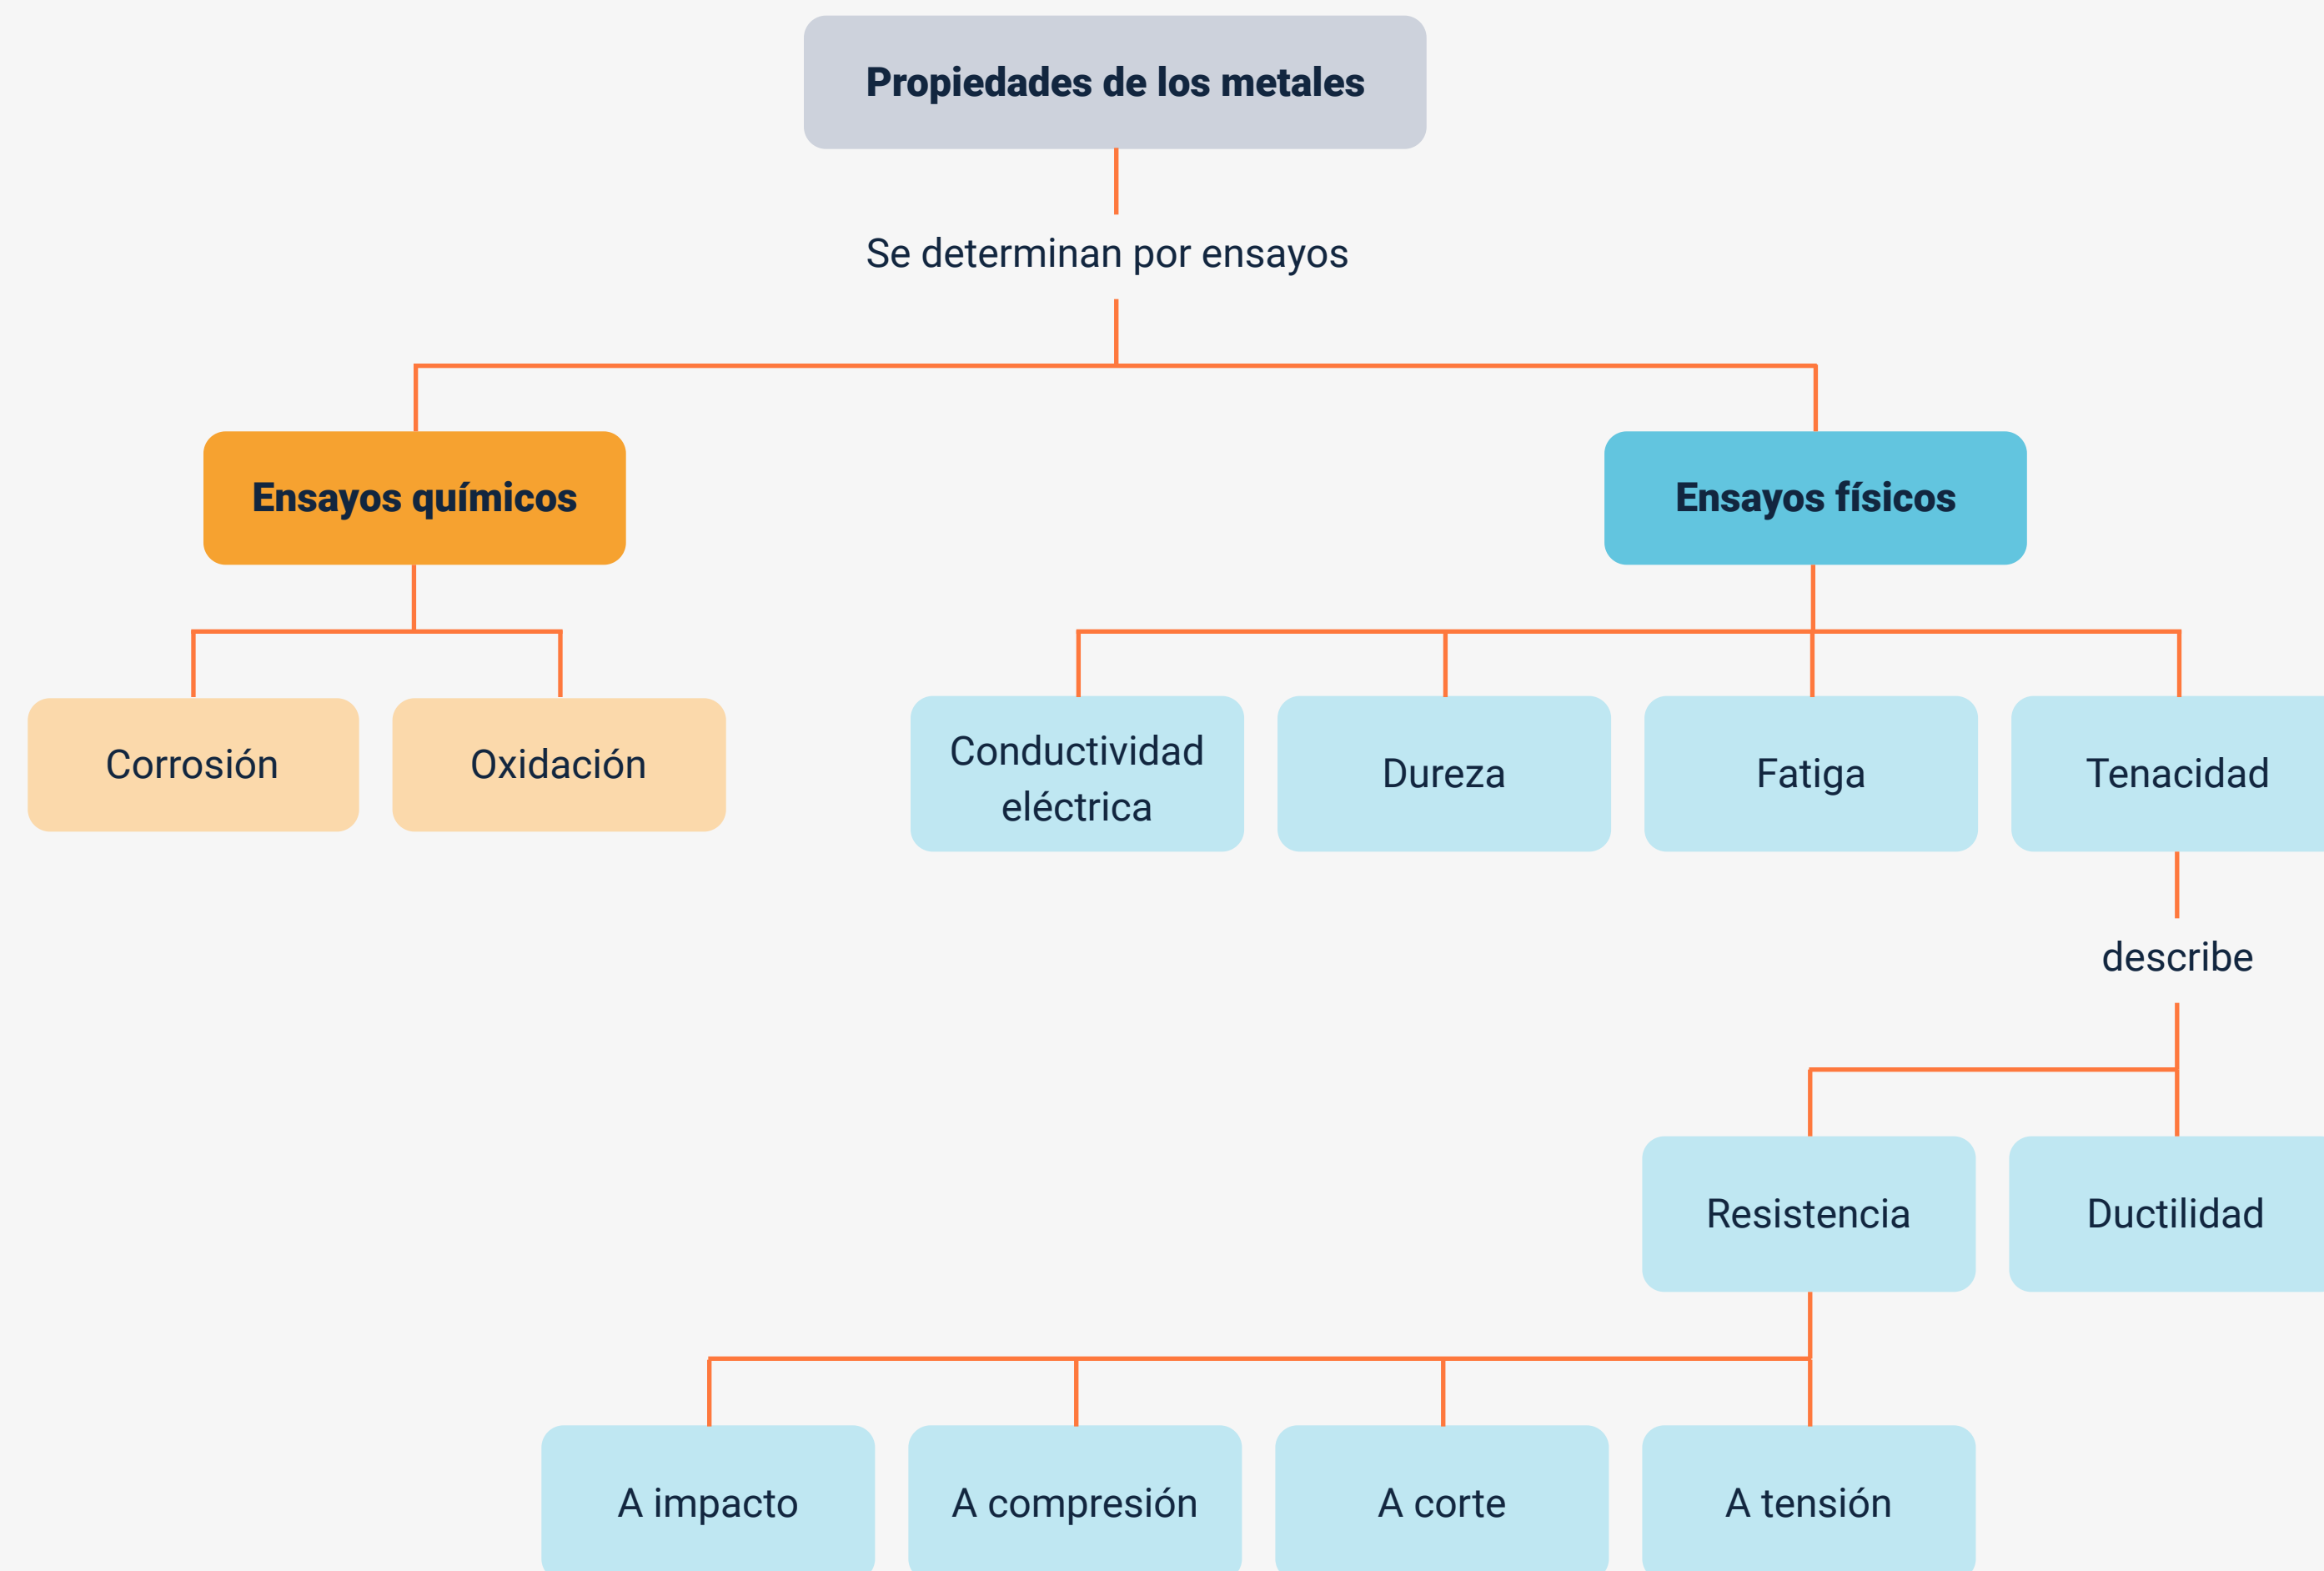 Propiedades de los metales
Se determinan por ensayos
Ensayos químicos
Ensayos físicos
Corrosión
Oxidación
Conductividad
eléctrica
Dureza
Fatiga
Tenacidad
describe
Resistencia
Ductilidad
A impacto
A compresión
A corte
A tensión